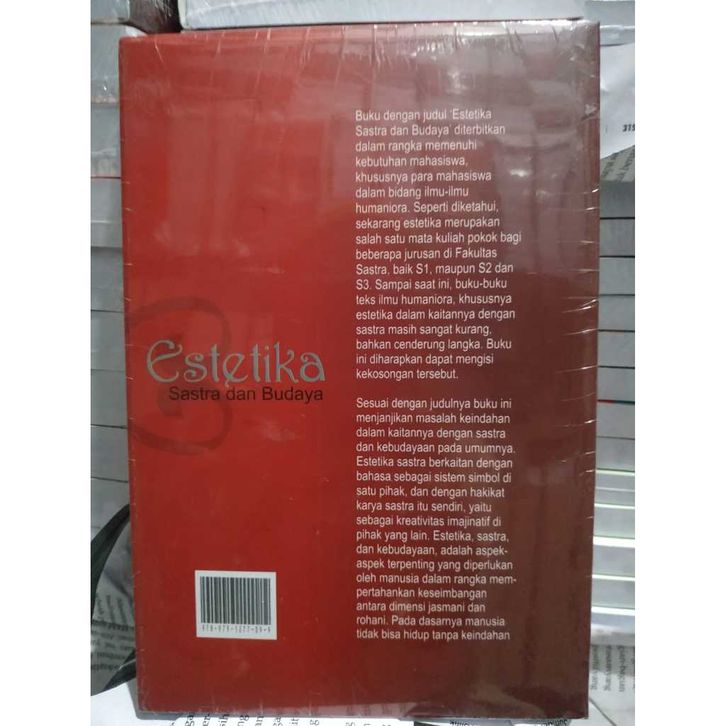 Estetika
Sastra dan Budaya
Buku dengan judul 'Estetika
Sastra dan Budaya' diterbitkan
dalam rangka memenuhi
kebutuhan mahasiswa,
khususnya para mahasiswa
dalam bidang ilmu-ilmu
humaniora. Seperti diketahui,
sekarang estetika merupakan
salah satu mata kuliah pokok bagi
beberapa jurusan di Fakultas
Sastra, baik S1, maupun S2 dan
S3. Sampai saat ini, buku-buku
teks ilmu humaniora, khususnya
estetika dalam kaitannya dengan
sastra masih sangat kurang,
bahkan cenderung langka. Buku
ini diharapkan dapat mengisi
kekosongan tersebut.
Sesuai dengan judulnya buku ini
menjanjikan masalah keindahan
dalam kaitannya dengan sastra
dan kebudayaan pada umumnya.
Estetika sastra berkaitan dengan
bahasa sebagai sistem simbol di
satu pihak, dan dengan hakikat
karya sastra itu sendiri, yaitu
sebagai kreativitas imajinatif di
pihak yang lain. Estetika, sastra,
dan kebudayaan, adalah aspek-
aspek terpenting yang diperlukan
oleh manusia dalam rangka mem-
pertahankan keseimbangan
antara dimensi jasmani dan
rohani. Pada dasarnya manusia
tidak bisa hidup tanpa keindahan